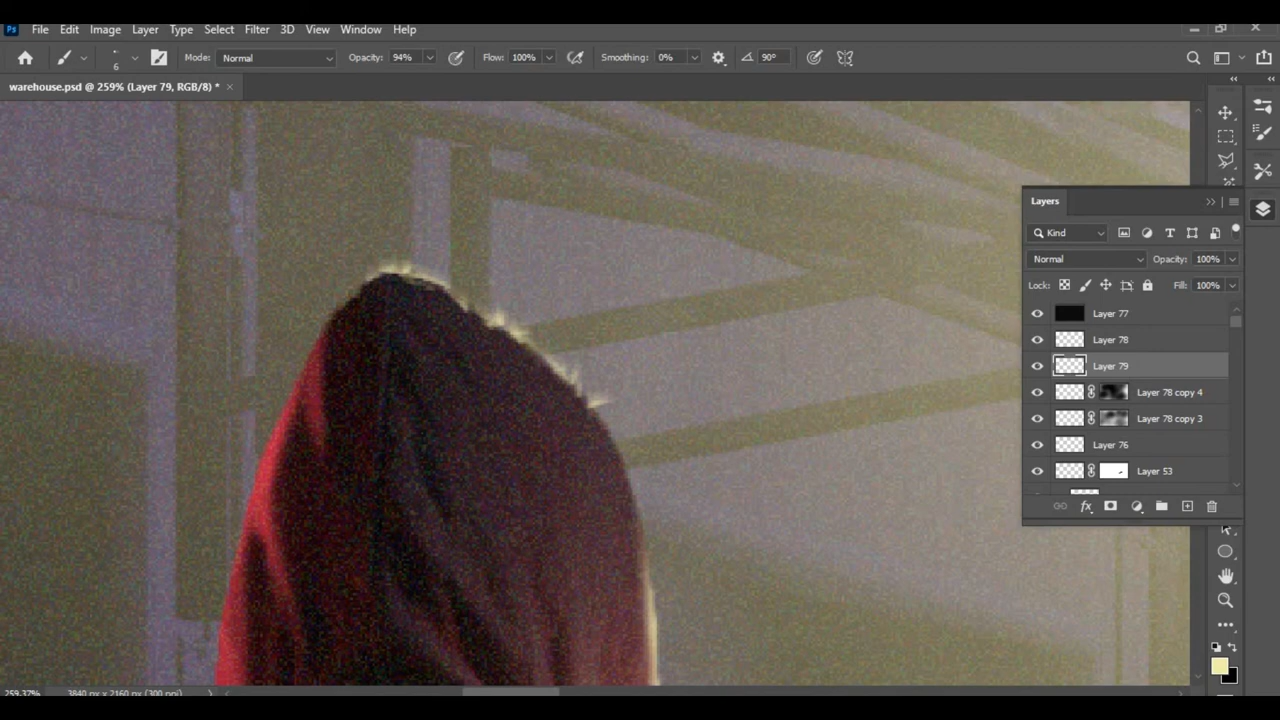 Ps File Edit Image Layer Type Select Filter 3D View Window Help
6 Mode: Normal Opacity: 94% Flow: 100% Smoothing: 0% 90°
warehouse.psd @ 259% (Layer 79, RGB/8) * ×
Layers
Kind T
Normal Opacity: 100%
Lock: Fill: 100%
Layer 77
Layer 78
Layer 79
Layer 78 copy 4
Layer 78 copy 3
Layer 76
Layer 53
fx
259.37% 3840 px x 2160 px (300 ppi)